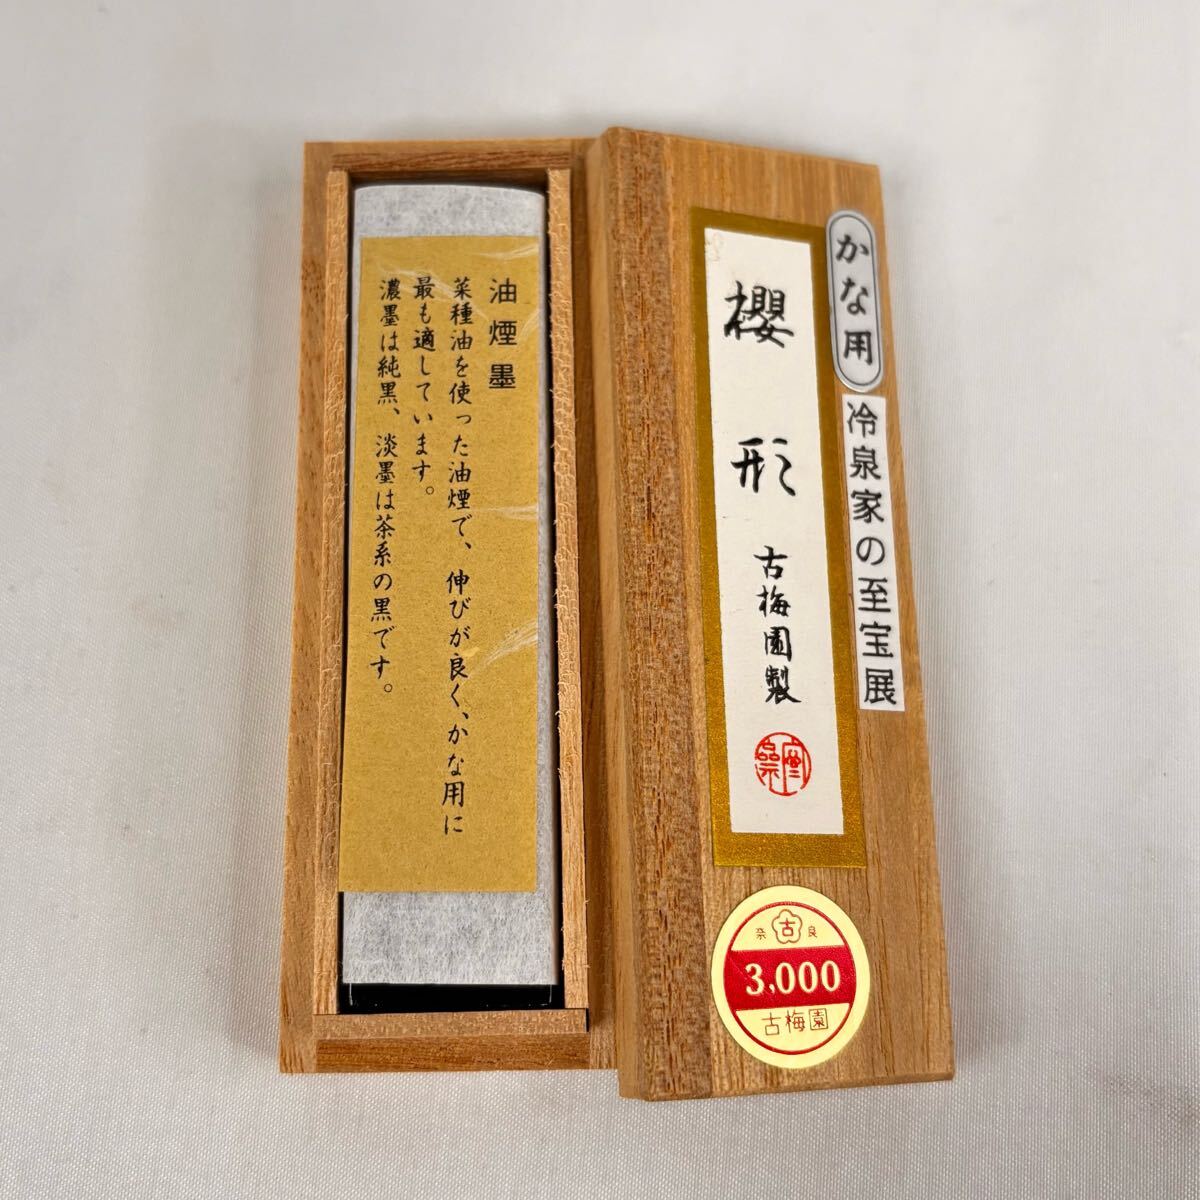 かな用
冷泉家の至宝展
櫻形
古梅園製
奈 古 良
3,000
古梅園
油煙墨
菜種油を使った油煙で、伸びが良く、かな用に
最も適しています。
濃墨は純黒、淡墨は茶系の黒です。